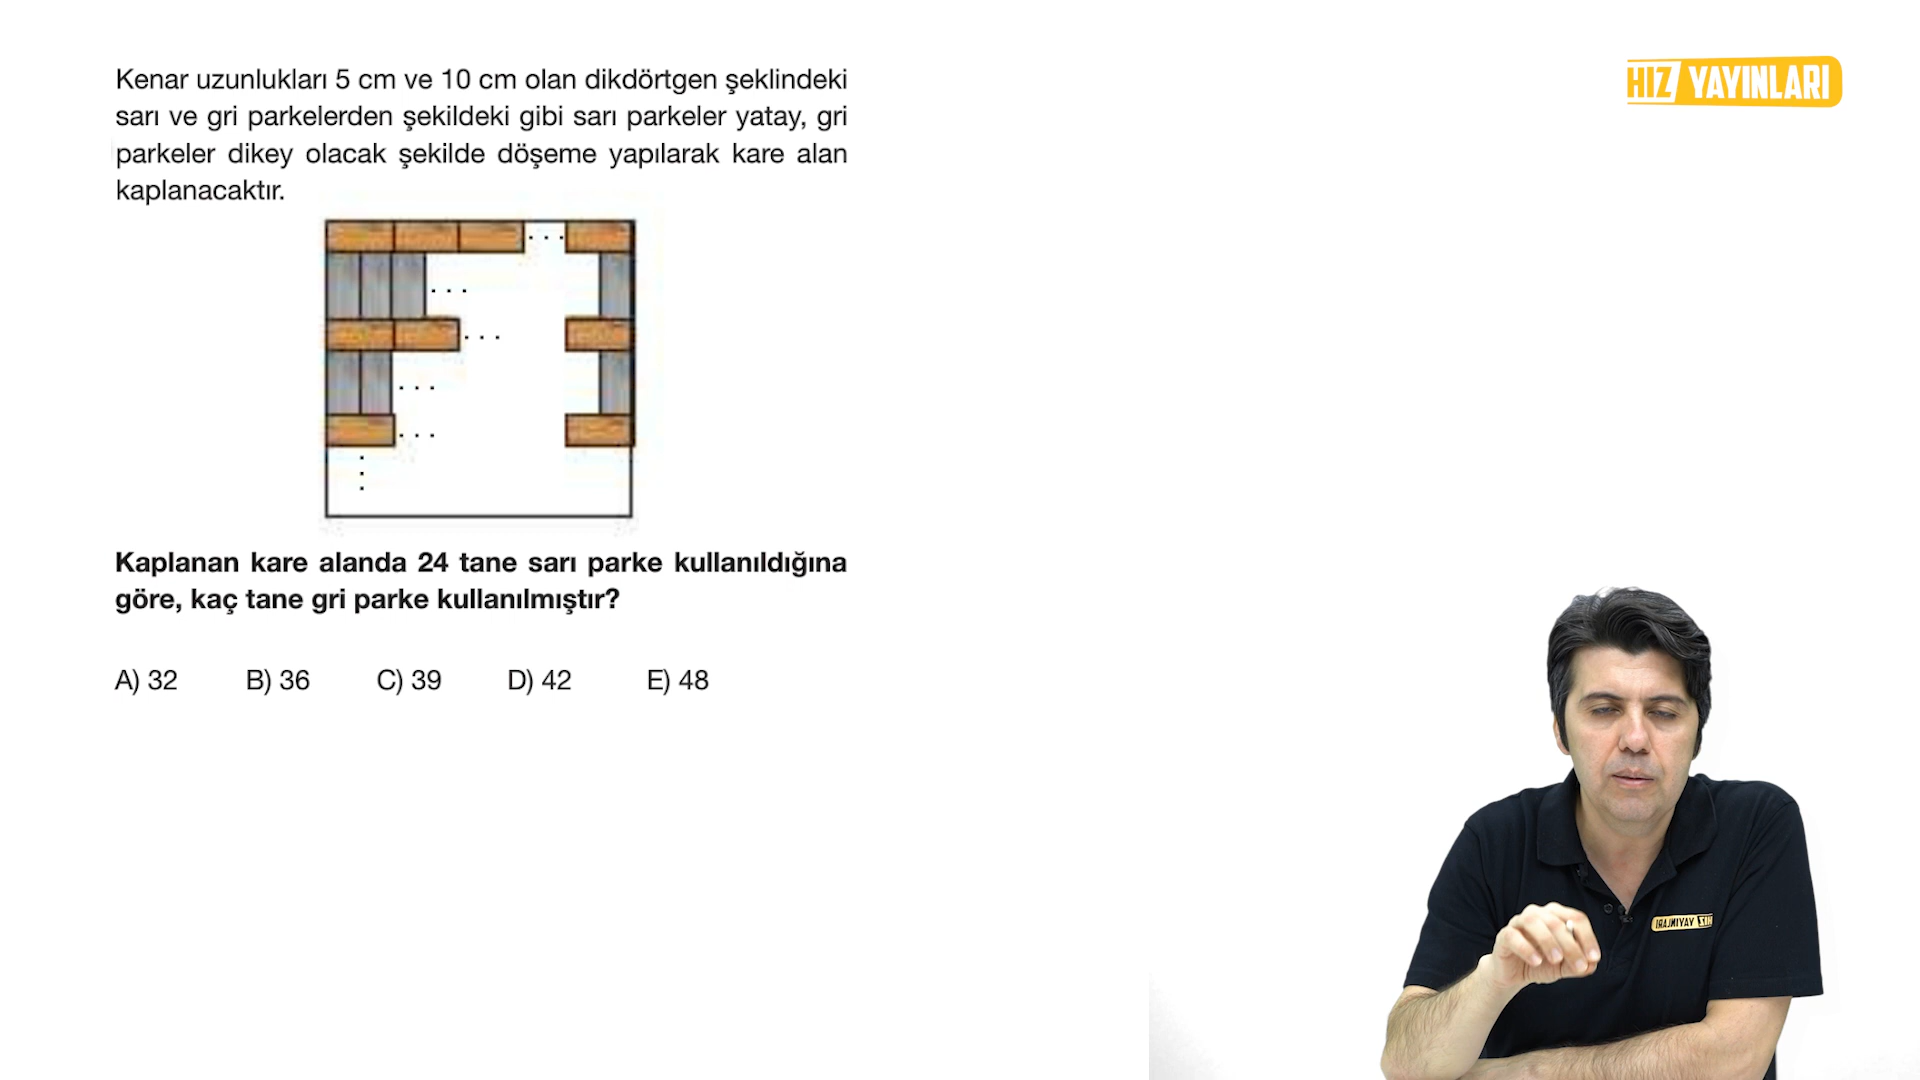 HIZ YAYINLARI
Kenar uzunlukları 5 cm ve 10 cm olan dikdörtgen şeklindeki
sarı ve gri parkelerden şekildeki gibi sarı parkeler yatay, gri
parkeler dikey olacak şekilde döşeme yapılarak kare alan
kaplanacaktır.
Kaplanan kare alanda 24 tane sarı parke kullanıldığına
göre, kaç tane gri parke kullanılmıştır?
A) 32 B) 36 C) 39 D) 42 E) 48
HIZ YAYINLARI